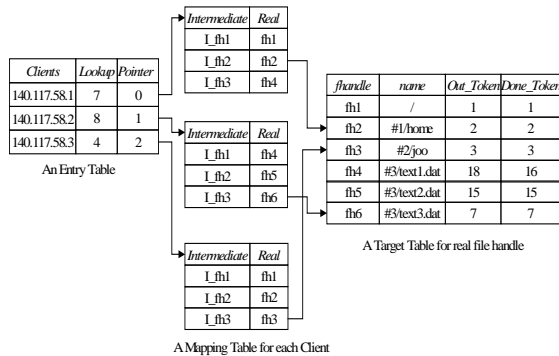 Clients Lookup Pointer
140.117.58.1 7 0
140.117.58.2 8 1
140.117.58.3 4 2
An Entry Table
Intermediate Real
I_fh1 fh1
I_fh2 fh2
I_fh3 fh4
Intermediate Real
I_fh1 fh4
I_fh2 fh5
I_fh3 fh6
Intermediate Real
I_fh1 fh1
I_fh2 fh2
I_fh3 fh3
A Mapping Table for each Client
fhandle name Out_Token Done_Token
fh1 / 1 1
fh2 #1/home 2 2
fh3 #2/joo 3 3
fh4 #3/text1.dat 18 16
fh5 #3/text2.dat 15 15
fh6 #3/text3.dat 7 7
A Target Table for real file handle